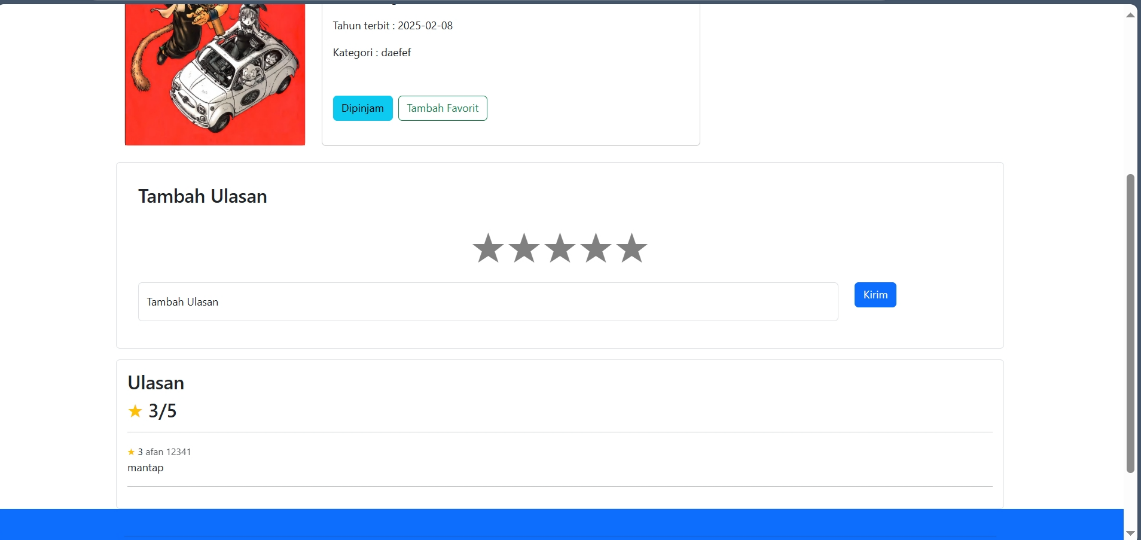 Tahun terbit : 2025-02-08
Kategori : daefef
Dipinjam Tambah Favorit
Tambah Ulasan
Tambah Ulasan
Kirim
Ulasan
3/5
3 afan 12341
mantap